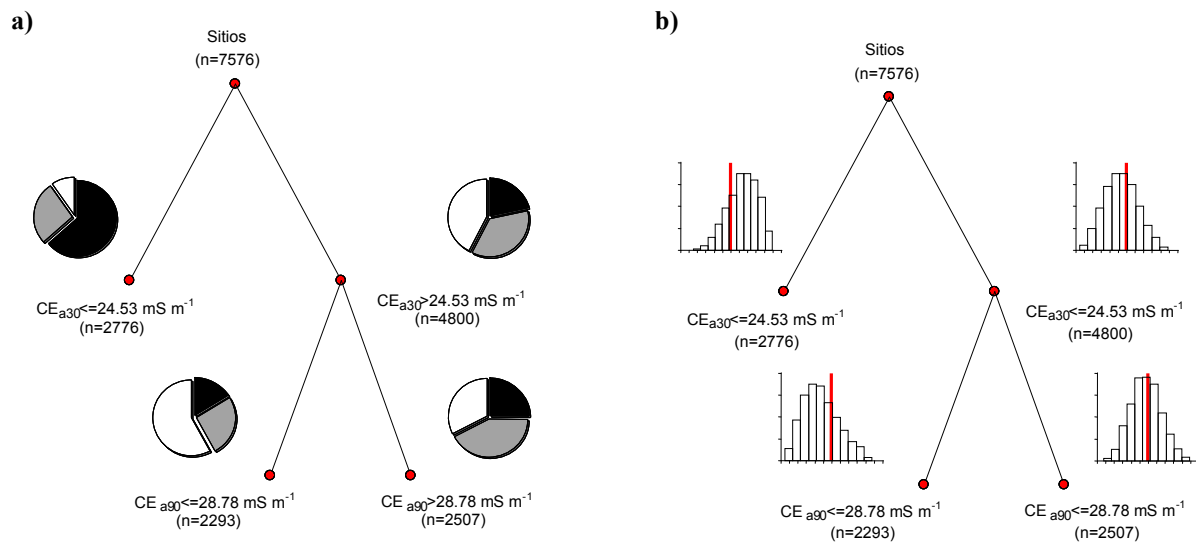 a)
Sitios
(n=7576)
CEa30<=24.53 mS m-1
(n=2776)
CEa30>24.53 mS m-1
(n=4800)
CE a90<=28.78 mS m-1
(n=2293)
CE a90>28.78 mS m-1
(n=2507)
b)
Sitios
(n=7576)
CEa30<=24.53 mS m-1
(n=2776)
CEa30<=24.53 mS m-1
(n=4800)
CE a90<=28.78 mS m-1
(n=2293)
CE a90<=28.78 mS m-1
(n=2507)